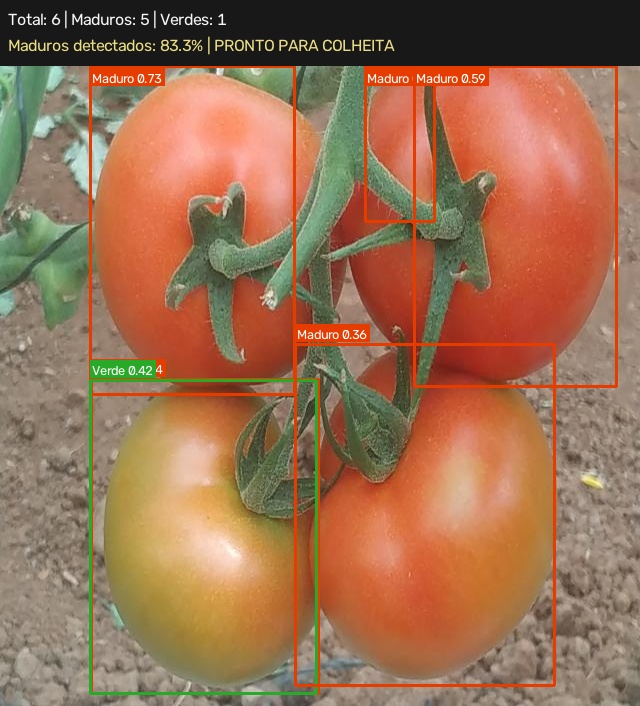 Total: 6 | Maduros: 5 | Verdes: 1
Maduros detectados: 83.3% | PRONTO PARA COLHEITA
Maduro 0.73
Maduro
Maduro 0.59
Maduro 0.36
Verde 0.42
4